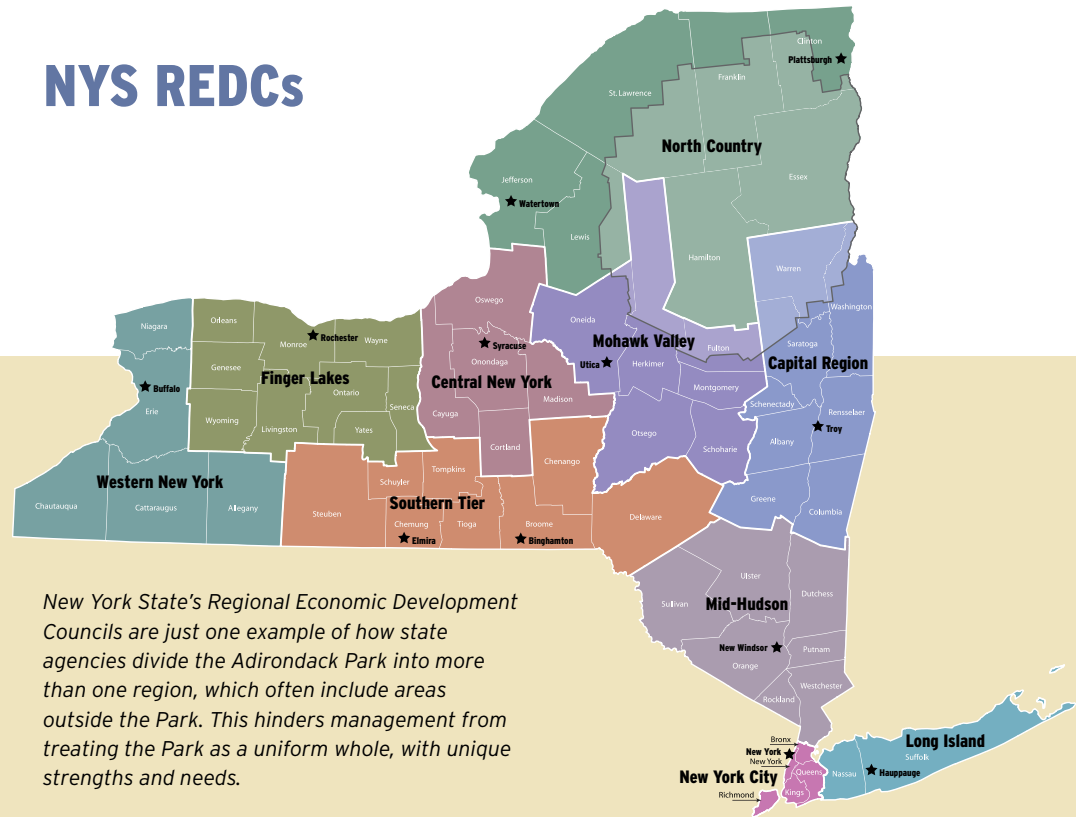 NYS REDCs
Clinton
Plattsburgh
Franklin
St. Lawrence
North Country
Essex
Jefferson
Watertown
Lewis
Hamilton
Warren
Washington
Oswego
Oneida
Mohawk Valley
Fulton
Saratoga
Capital Region
Niagara
Orleans
Monroe
Rochester
Wayne
Syracuse
Onondaga
Utica
Herkimer
Genesee
Finger Lakes
Central New York
Montgomery
Buffalo
Erie
Ontario
Seneca
Madison
Schenectady
Rensselaer
Wyoming
Livingston
Yates
Cayuga
Otsego
Troy
Albany
Cortland
Schoharie
Chenango
Western New York
Tompkins
Schuyler
Southern Tier
Chautauqua
Cattaraugus
Allegany
Steuben
Chemung
Tioga
Broome
Delaware
Greene
Columbia
Elmira
Binghamton
Ulster
Dutchess
Sullivan
Mid-Hudson
New Windsor
Putnam
Orange
Westchester
Rockland
New York State's Regional Economic Development
Councils are just one example of how state
agencies divide the Adirondack Park into more
than one region, which often include areas
outside the Park. This hinders management from
treating the Park as a uniform whole, with unique
strengths and needs.
Bronx
New York
New York
Long Island
Suffolk
New York City
Queens
Nassau
Hauppauge
Richmond
Kings